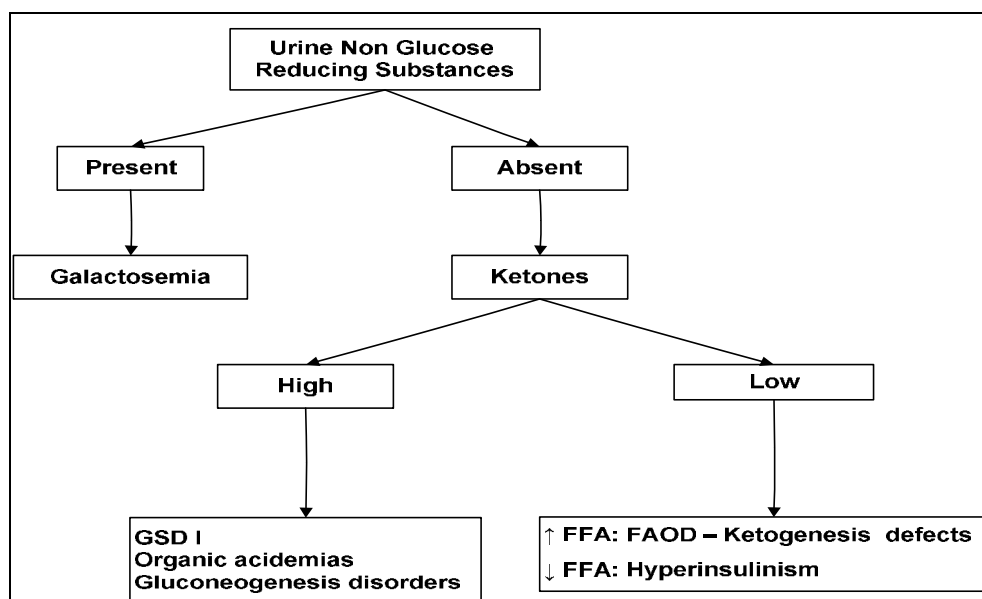 Urine Non Glucose
Reducing Substances
Present
Absent
Galactosemia
Ketones
High
Low
GSD I
Organic acidemias
Gluconeogenesis disorders
↑ FFA: FAOD – Ketogenesis defects
↓ FFA: Hyperinsulinism